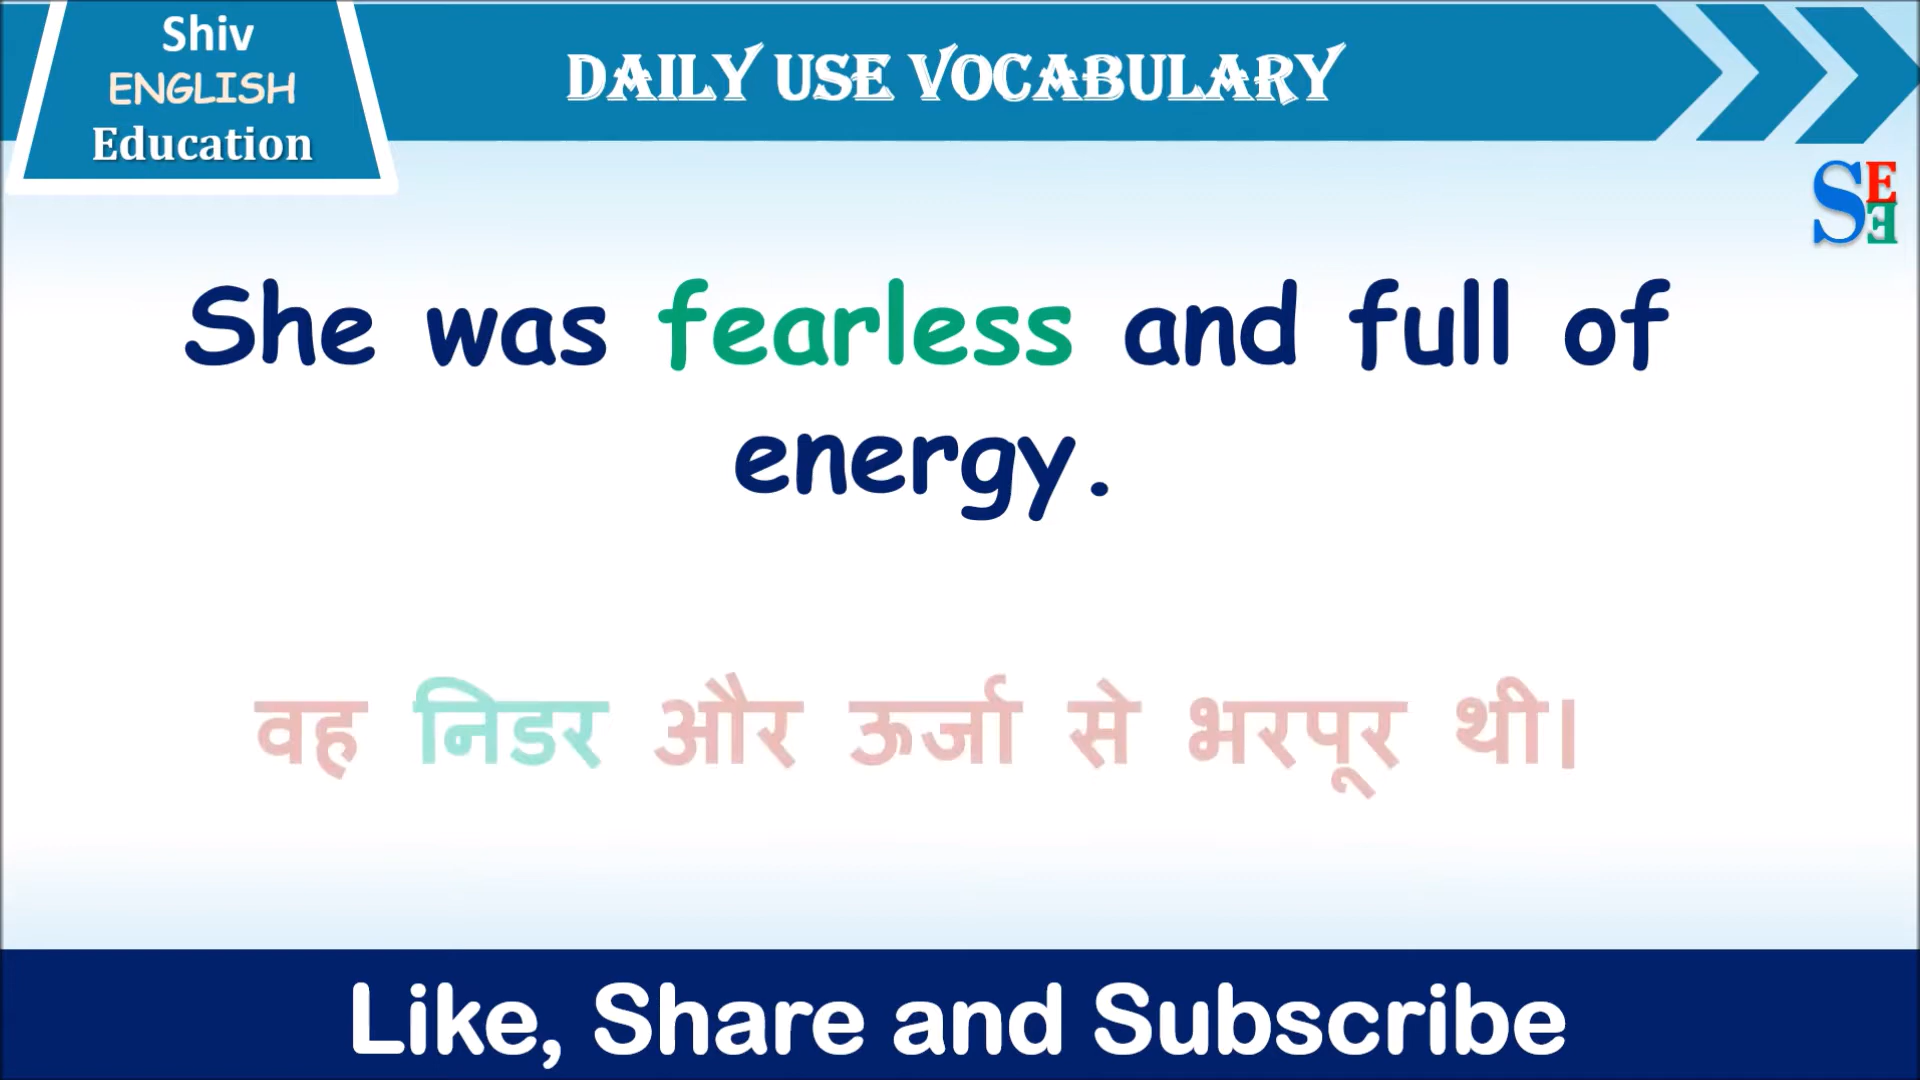 Shiv
ENGLISH
Education
DAILY USE VOCABULARY
SEE
She was fearless and full of
energy.
वह निडर और ऊर्जा से भरपूर थी।
Like, Share and Subscribe